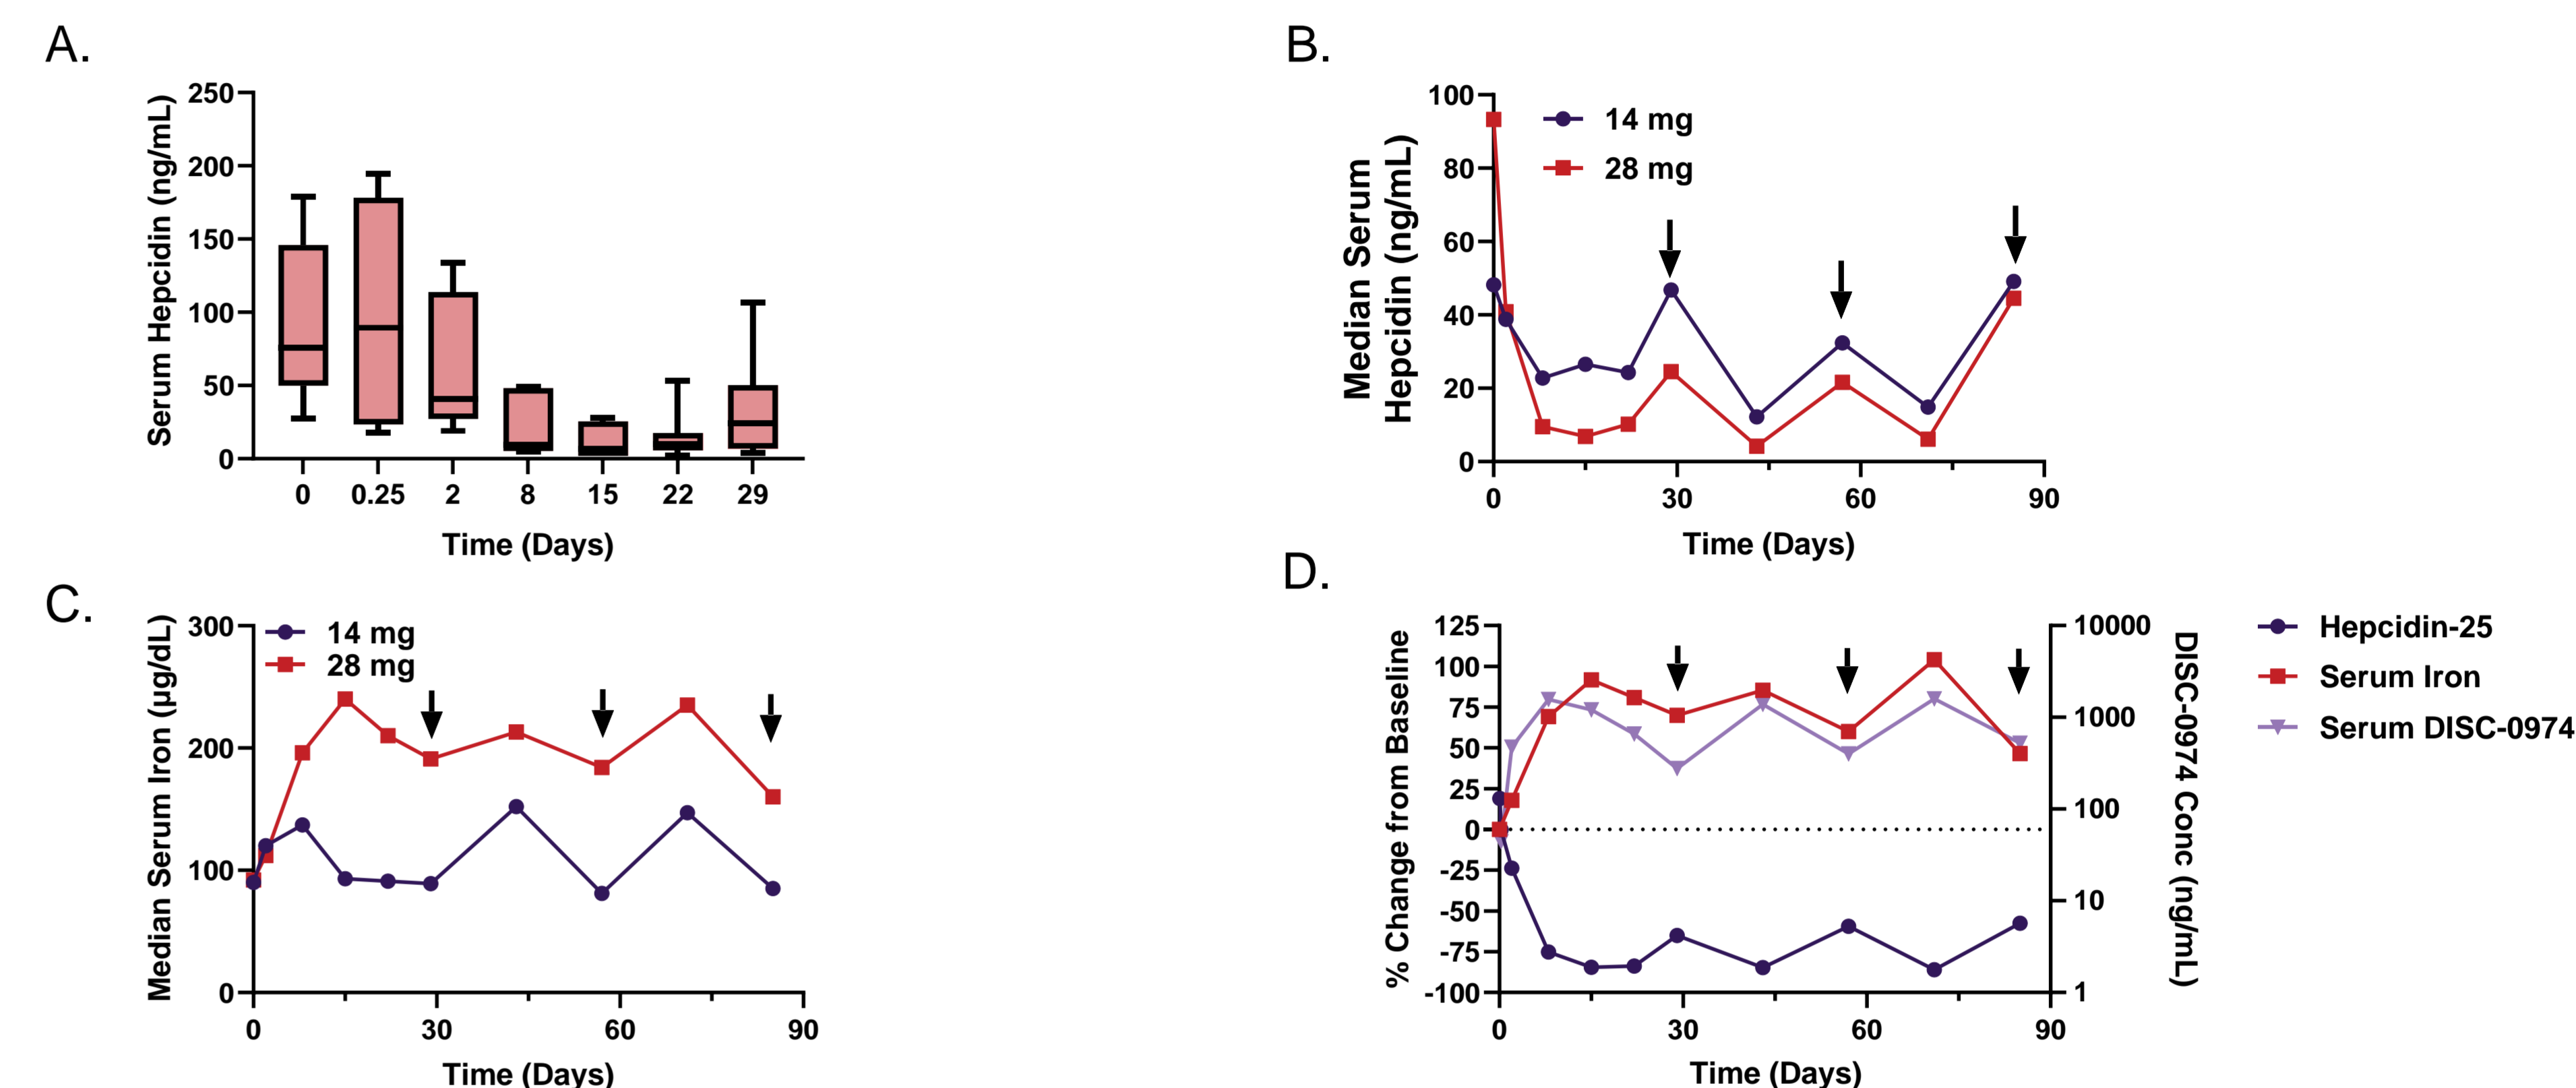 A.
250
200
150
100
50
0
Serum Hepcidin (ng/mL)
0 0.25 2 8 15 22 29
Time (Days)
B.
100
80
60
40
20
0
Median Serum
Hepcidin (ng/mL)
14 mg
28 mg
0 30 60 90
Time (Days)
C.
300
200
100
0
Median Serum Iron (µg/dL)
14 mg
28 mg
0 30 60 90
Time (Days)
D.
125
100
75
50
25
0
-25
-50
-75
-100
% Change from Baseline
10000
1000
100
10
1
DISC-0974 Conc (ng/mL)
0 30 60 90
Time (Days)
Hepcidin-25
Serum Iron
Serum DISC-0974